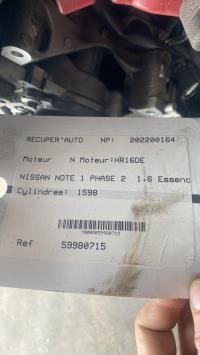 RECUPER'AUTO NP: 202200164
Moteur N Moteur:HR16DE
NISSAN NOTE 1 PHASE 2 1.6 Essenc
Cylindree: 1598
70000059980715
Ref 59980715